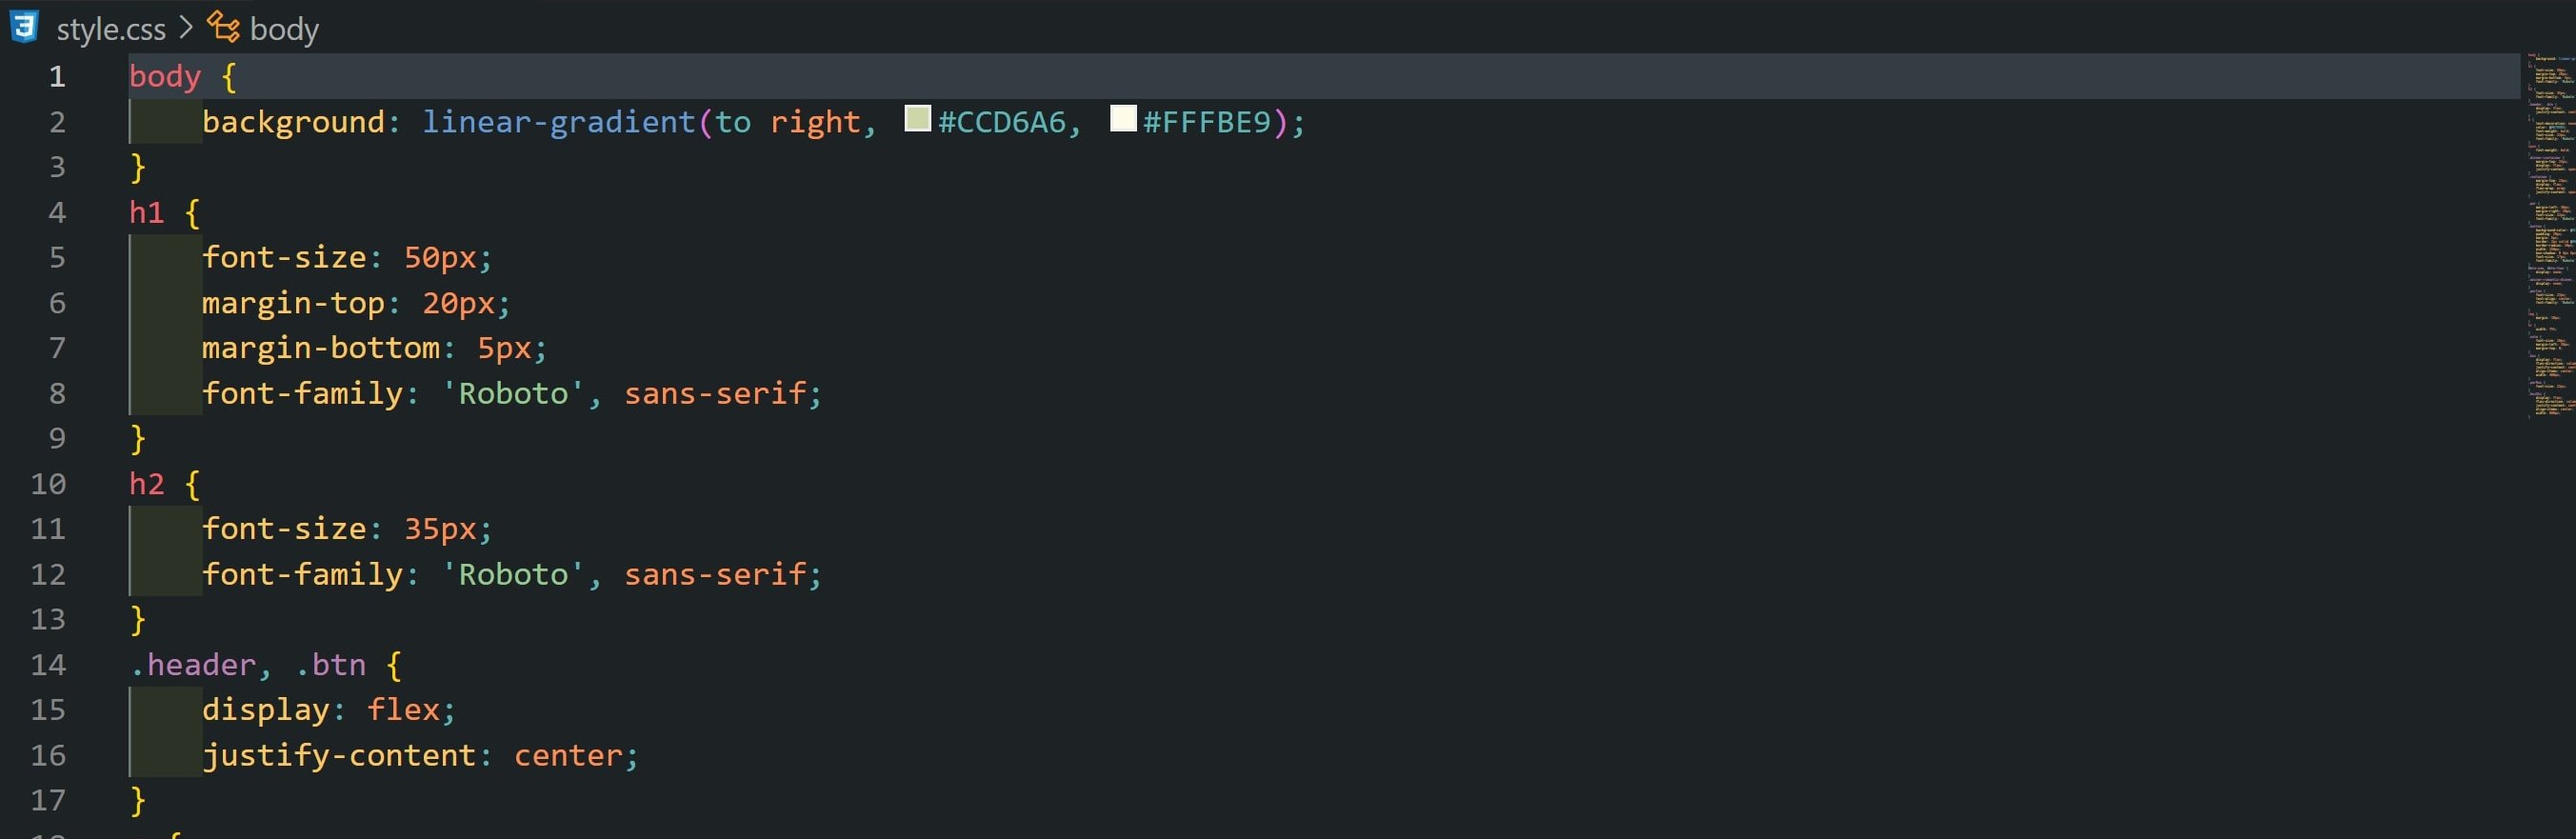 style.css > body
1 body {
2     background: linear-gradient(to right, #CCD6A6, #FFFBE9);
3 }
4 h1 {
5     font-size: 50px;
6     margin-top: 20px;
7     margin-bottom: 5px;
8     font-family: 'Roboto', sans-serif;
9 }
10 h2 {
11     font-size: 35px;
12     font-family: 'Roboto', sans-serif;
13 }
14 .header, .btn {
15     display: flex;
16     justify-content: center;
17 }